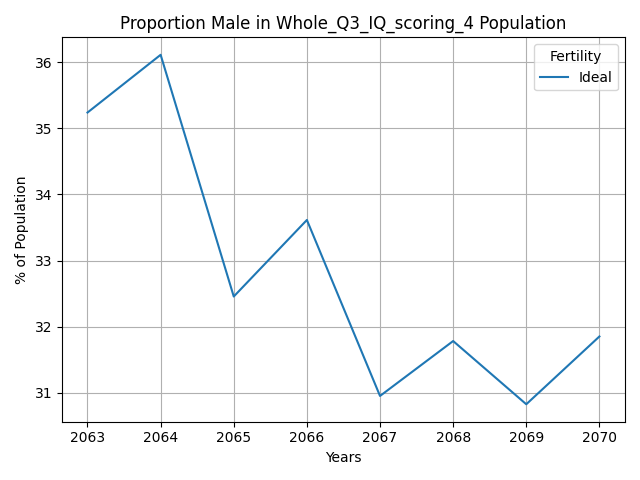 Proportion Male in Whole_Q3_IQ_scoring_4 Population
Fertility
Ideal
% of Population
36
35
34
33
32
31
2063 2064 2065 2066 2067 2068 2069 2070
Years